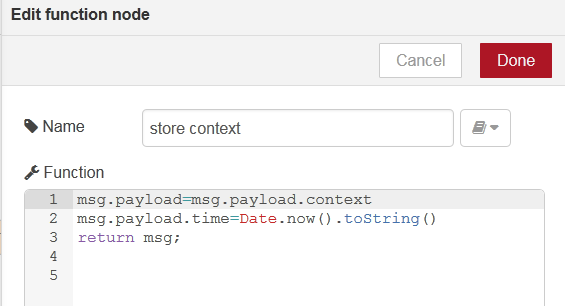 Edit function node
Cancel Done
Name store context
Function
1 msg.payload=msg.payload.context
2 msg.payload.time=Date.now().toString()
3 return msg;
4
5